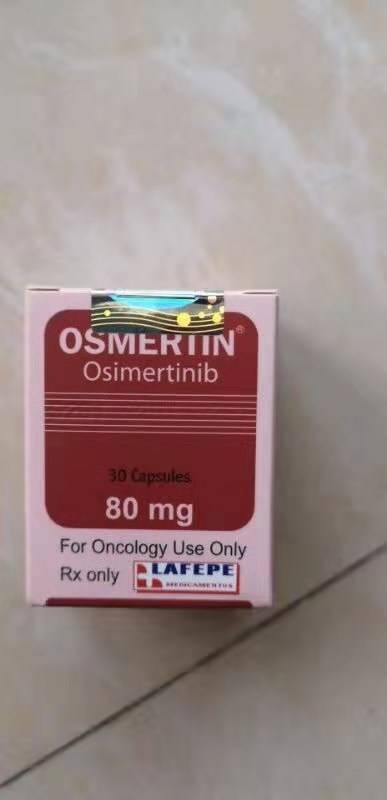 OSMERTIN®
Osimertinib
30 Capsules
80 mg
For Oncology Use Only
Rx only LAFEPE
MEDICAMENTOS